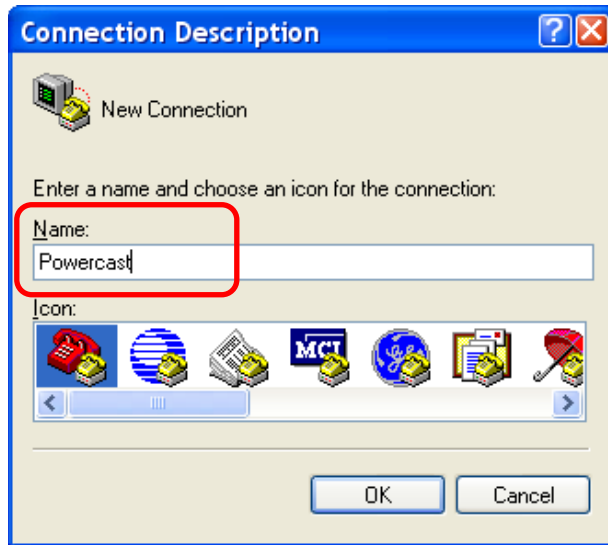 Connection Description
New Connection
Enter a name and choose an icon for the connection:
Name:
Powercast
Icon:
MCI
OK Cancel